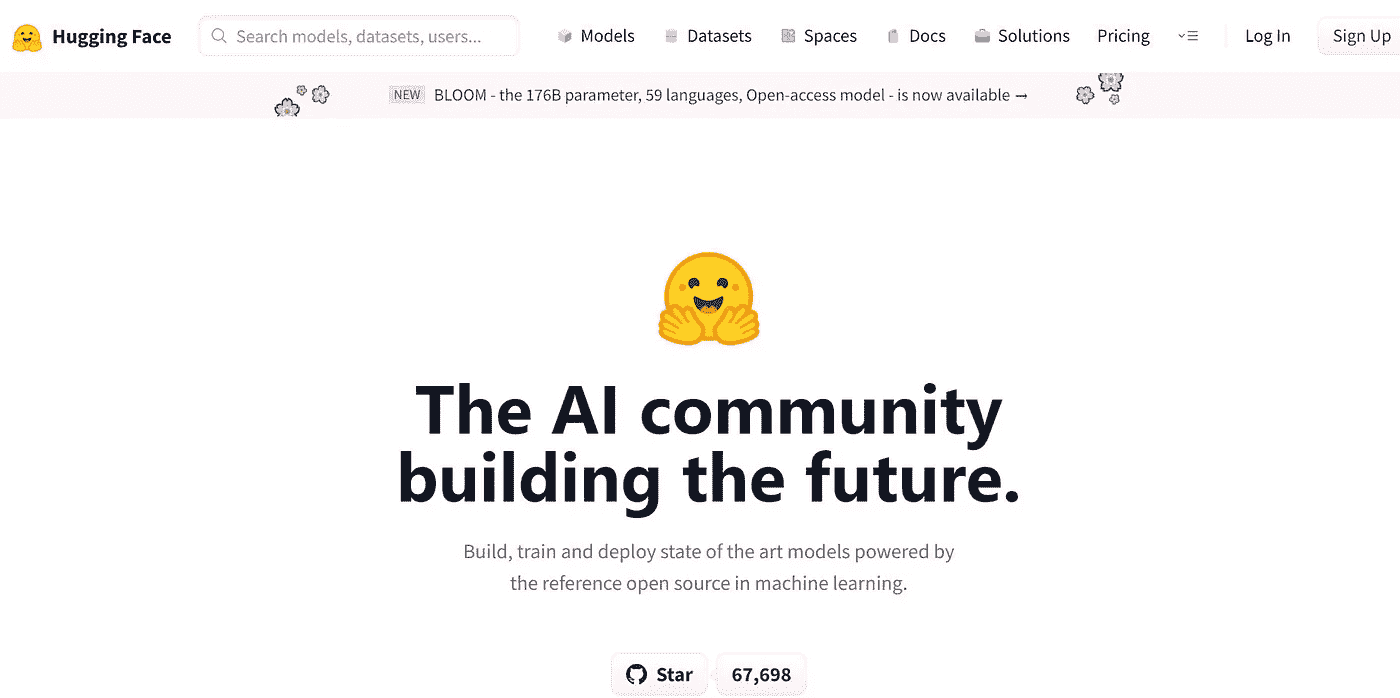 Hugging Face
Search models, datasets, users...
Models
Datasets
Spaces
Docs
Solutions
Pricing
Log In
Sign Up
NEW BLOOM - the 176B parameter, 59 languages, Open-access model - is now available →
The AI community
building the future.
Build, train and deploy state of the art models powered by
the reference open source in machine learning.
Star
67,698